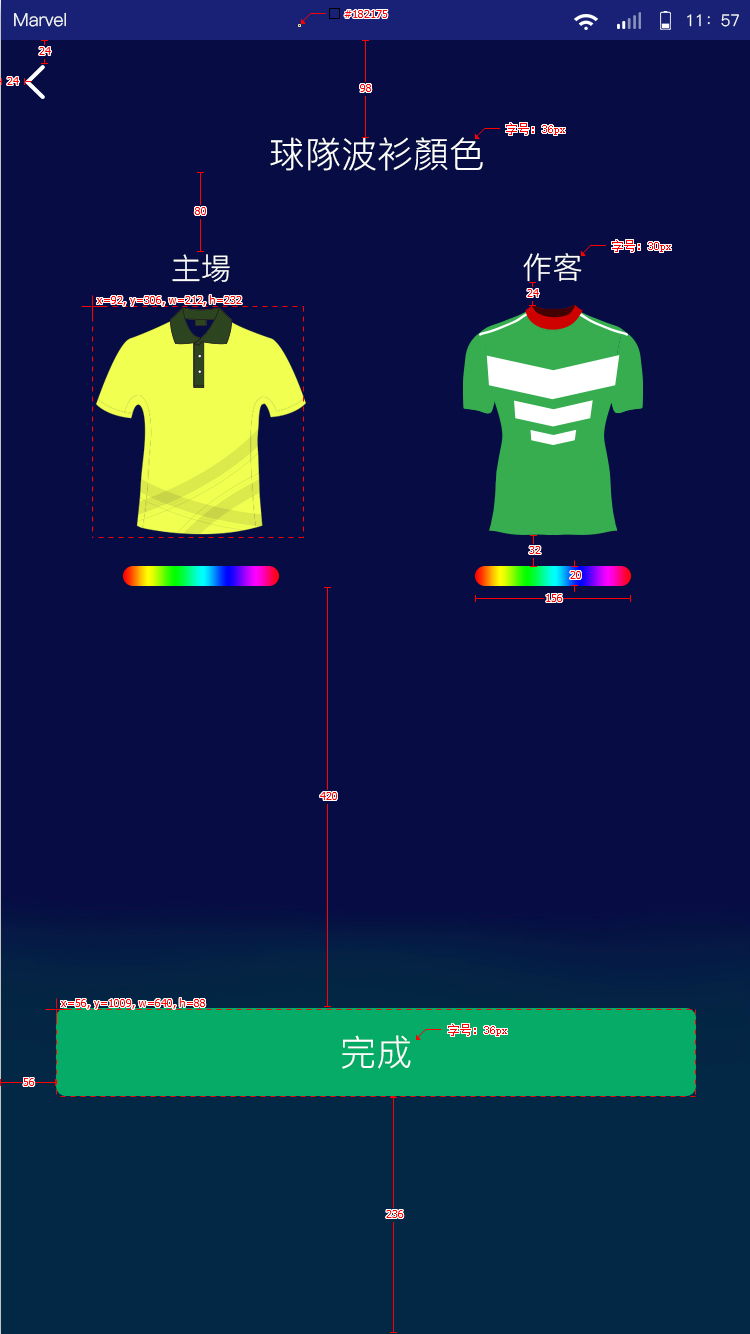 Marvel
#182175
11: 57
24
24
98
字号: 36px
球隊波衫顏色
80
字号: 30px
主場
作客
24
x=92, y=306, w=212, h=232
32
20
156
420
x=56, y=1009, w=640, h=88
字号: 36px
完成
56
236